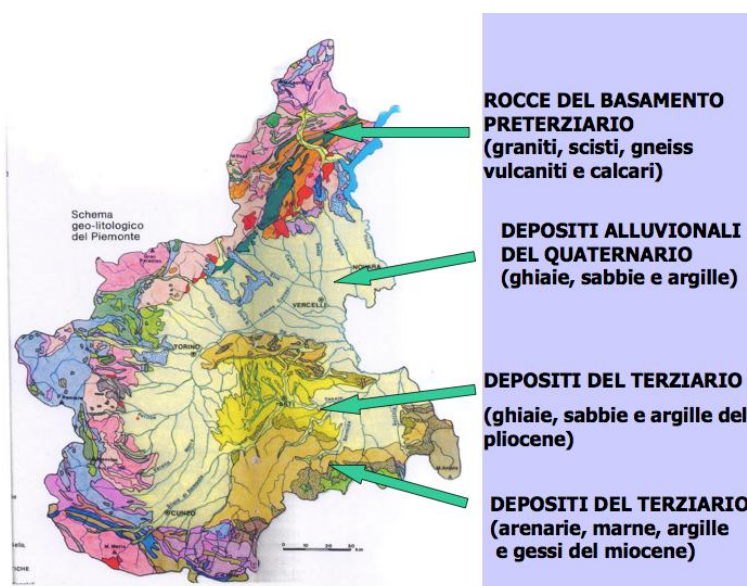 ROCCE DEL BASAMENTO
PRETERZIARIO
(graniti, scisti, gneiss
vulcaniti e calcari)
Schema
geo-litologico
del Piemonte
DEPOSITI ALLUVIONALI
DEL QUATERNARIO
(ghiaie, sabbie e argille)
NOVARA
VERCELLI
TORINO
DEPOSITI DEL TERZIARIO
(ghiaie, sabbie e argille del
pliocene)
ASTI
CUNEO
DEPOSITI DEL TERZIARIO
(arenarie, marne, argille
e gessi del miocene)